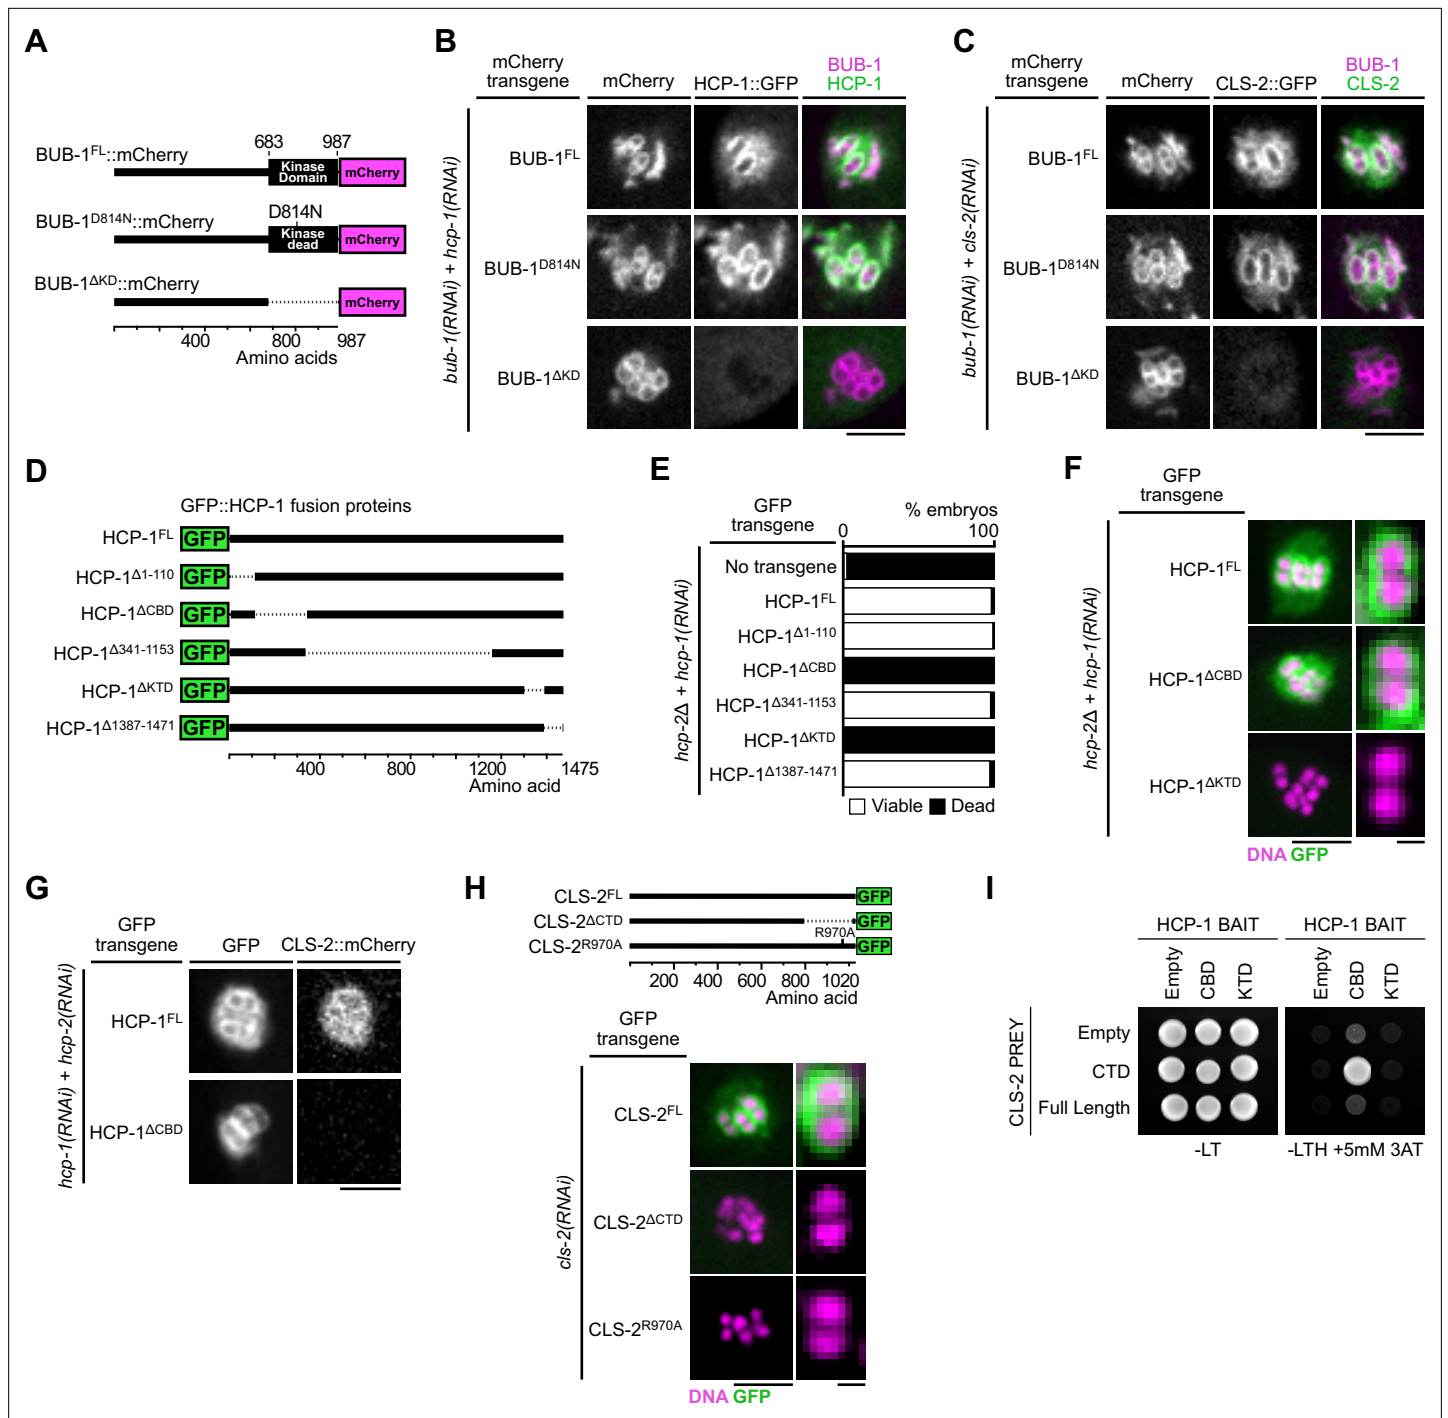 A
683 987
BUB-1FL::mCherry
Kinase Domain
mCherry
D814N
BUB-1D814N::mCherry
Kinase dead
mCherry
BUB-1ΔKD::mCherry
mCherry
400 800 987
Amino acids
B
mCherry transgene
mCherry
HCP-1::GFP
BUB-1
HCP-1
bub-1(RNAi) + hcp-1(RNAi)
BUB-1FL
BUB-1D814N
BUB-1ΔKD
C
mCherry transgene
mCherry
CLS-2::GFP
BUB-1
CLS-2
bub-1(RNAi) + cls-2(RNAi)
BUB-1FL
BUB-1D814N
BUB-1ΔKD
D
GFP::HCP-1 fusion proteins
HCP-1FL GFP
HCP-1Δ1-110 GFP
HCP-1ΔCBD GFP
HCP-1Δ341-1153 GFP
HCP-1ΔKTD GFP
HCP-1Δ1387-1471 GFP
400 800 1200 1475
Amino acid
E
GFP transgene
% embryos
0 100
hcp-2Δ + hcp-1(RNAi)
No transgene
HCP-1FL
HCP-1Δ1-110
HCP-1ΔCBD
HCP-1Δ341-1153
HCP-1ΔKTD
HCP-1Δ1387-1471
Viable Dead
F
GFP transgene
hcp-2Δ + hcp-1(RNAi)
HCP-1FL
HCP-1ΔCBD
HCP-1ΔKTD
DNA GFP
G
GFP transgene
GFP
CLS-2::mCherry
hcp-1(RNAi) + hcp-2(RNAi)
HCP-1FL
HCP-1ΔCBD
H
CLS-2FL GFP
CLS-2ΔCTD GFP
R970A
CLS-2R970A GFP
200 400 600 800 1020
Amino acid
GFP transgene
cls-2(RNAi)
CLS-2FL
CLS-2ΔCTD
CLS-2R970A
DNA GFP
I
HCP-1 BAIT HCP-1 BAIT
Empty CBD KTD Empty CBD KTD
CLS-2 PREY
Empty
CTD
Full Length
-LT -LTH +5mM 3AT